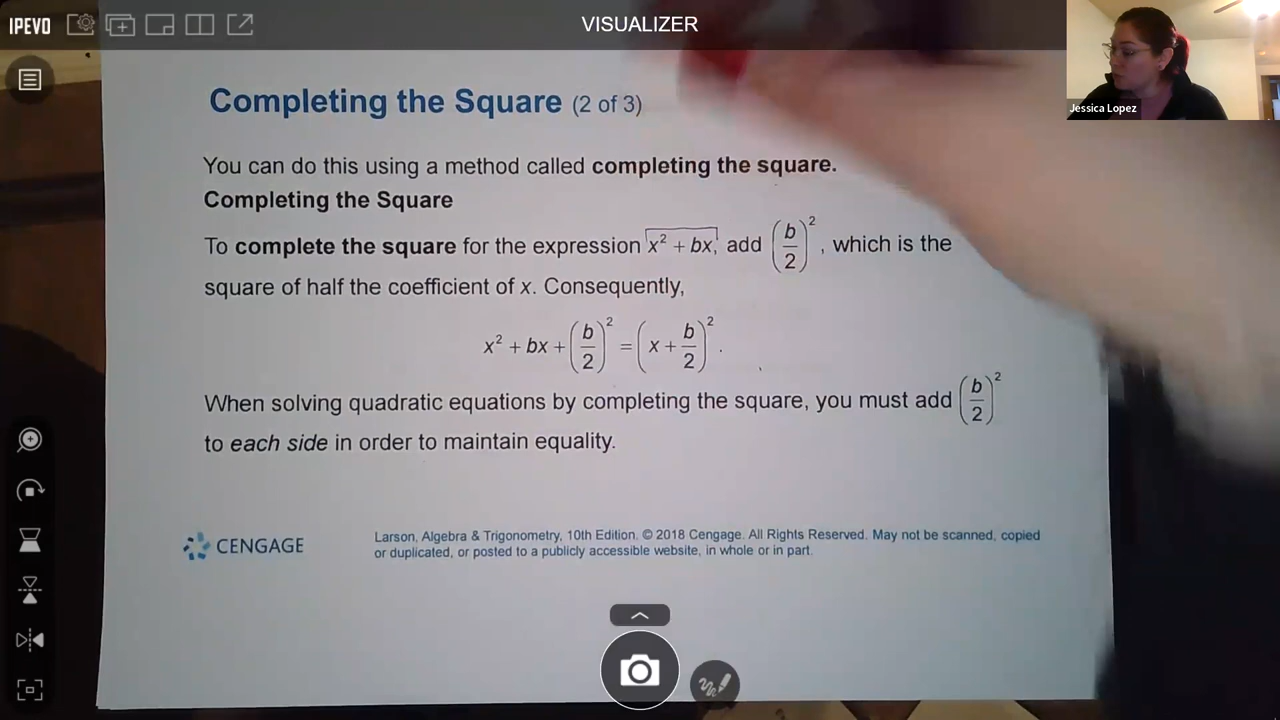 IPEVO
VISUALIZER
Jessica Lopez
Completing the Square (2 of 3)
You can do this using a method called completing the square.
Completing the Square
To complete the square for the expression x² + bx, add (b/2)², which is the
square of half the coefficient of x. Consequently,
x² + bx + (b/2)² = (x + b/2)².
When solving quadratic equations by completing the square, you must add (b/2)²
to each side in order to maintain equality.
CENGAGE
Larson, Algebra & Trigonometry, 10th Edition. © 2018 Cengage. All Rights Reserved. May not be scanned, copied
or duplicated, or posted to a publicly accessible website, in whole or in part.